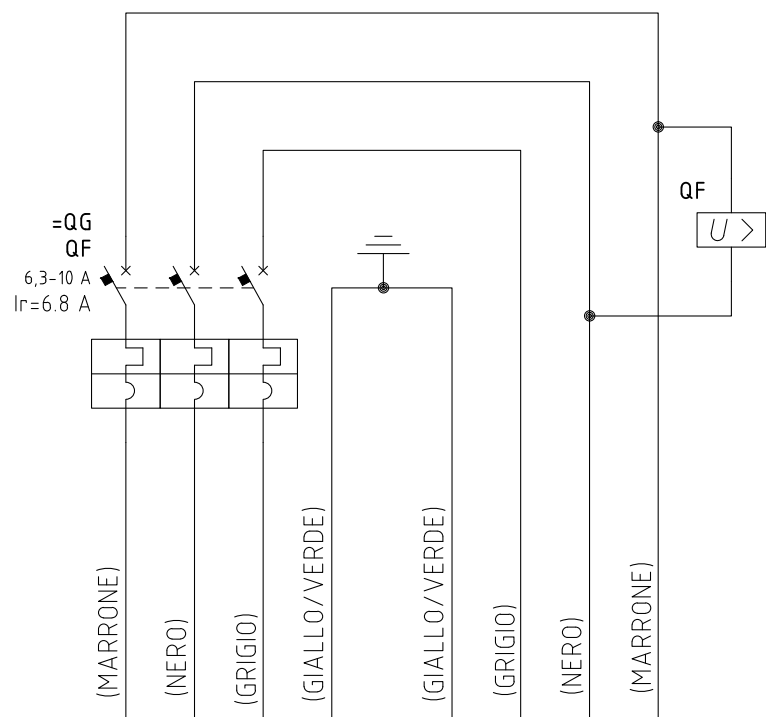 =QG
QF
6,3-10 A
Ir=6.8 A
QF
U >
(MARRONE)
(NERO)
(GRIGIO)
(GIALLO/VERDE)
(GIALLO/VERDE)
(GRIGIO)
(NERO)
(MARRONE)